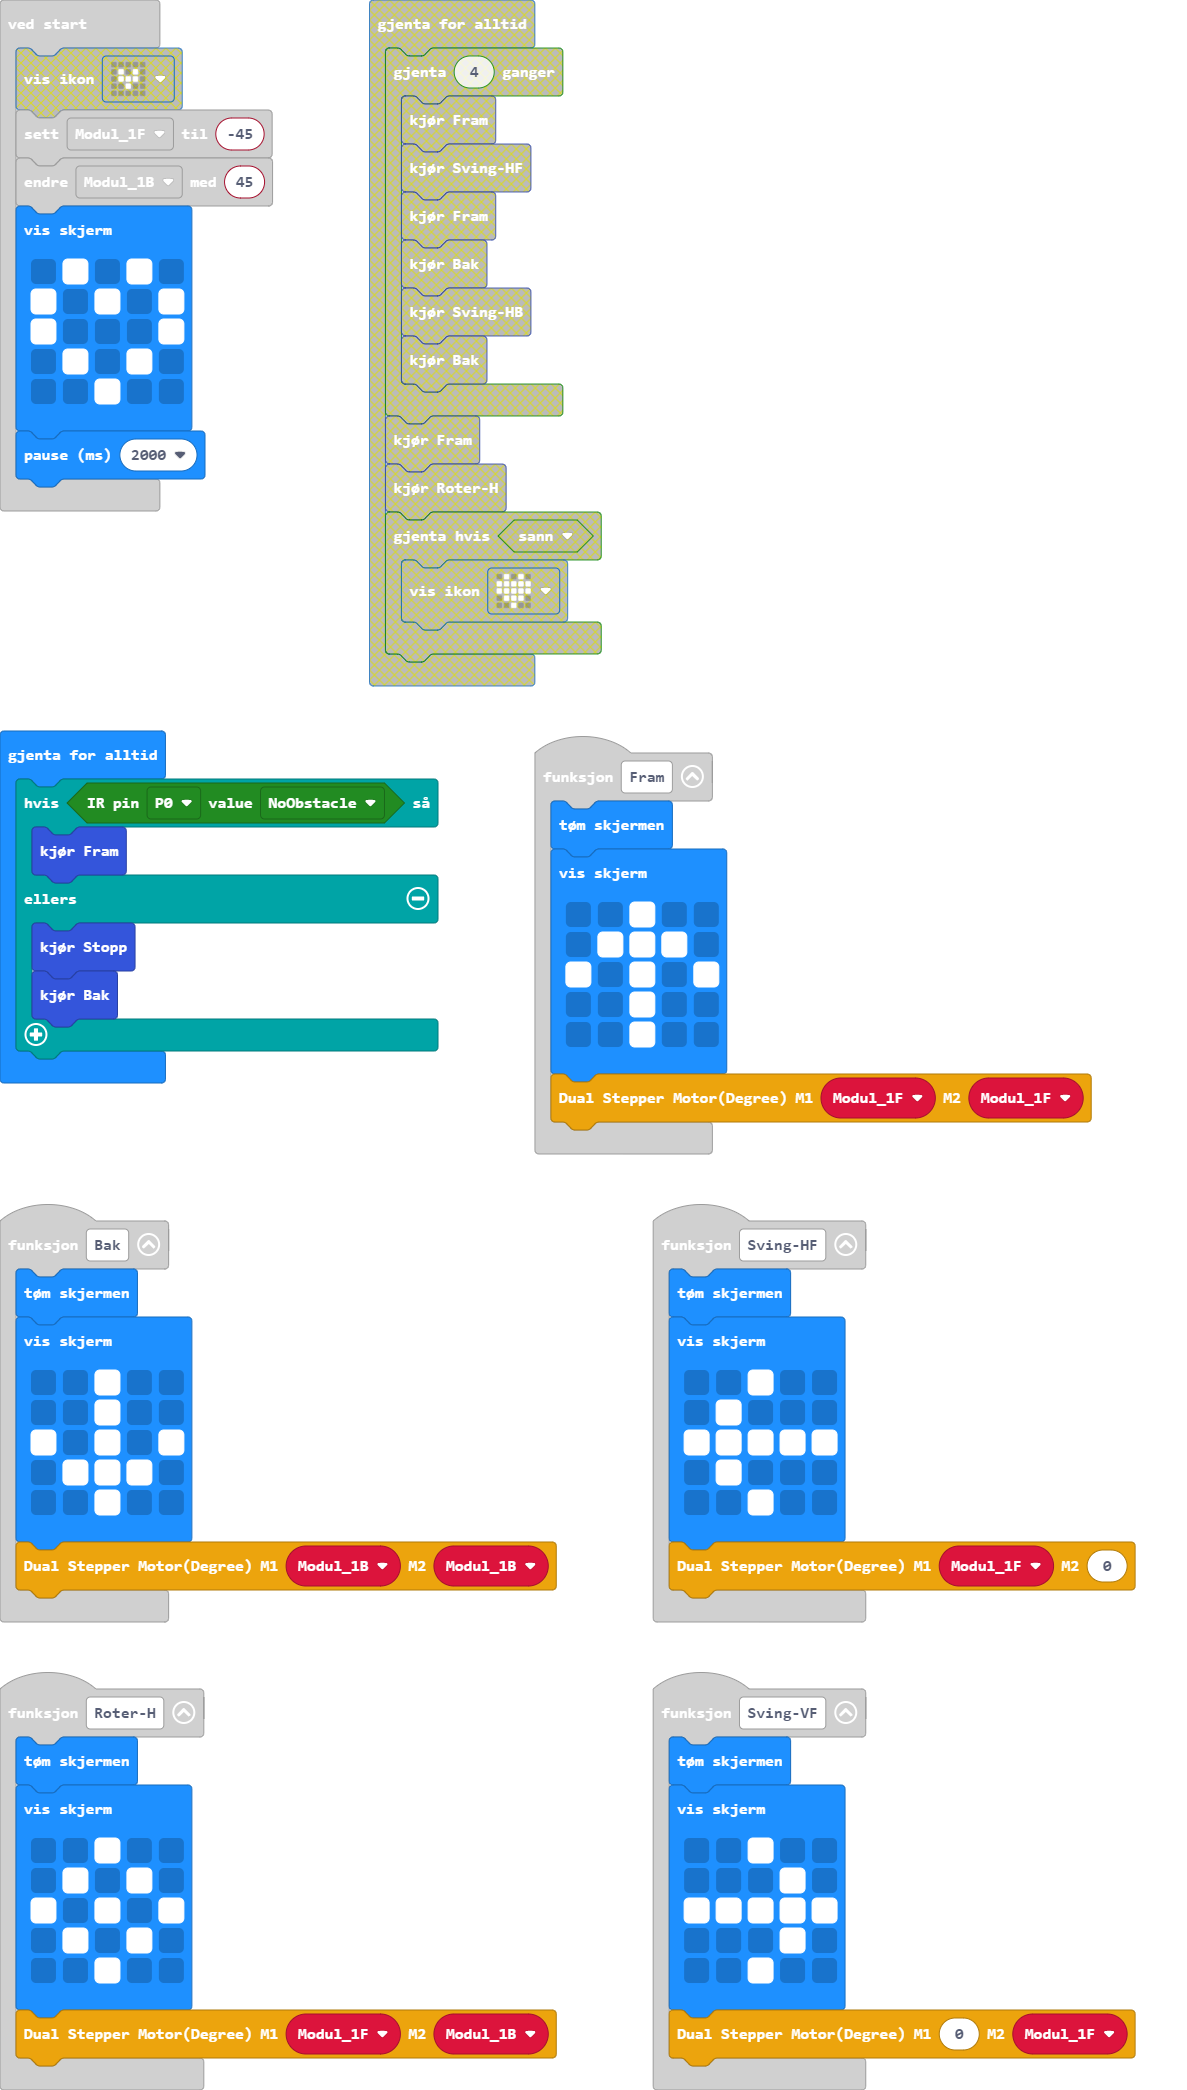 ved start
vis ikon
sett Modul_1F til -45
endre Modul_1B med 45
vis skjerm
pause (ms) 2000
gjenta for alltid
gjenta 4 ganger
kjør Fram
kjør Sving-HF
kjør Fram
kjør Bak
kjør Sving-HB
kjør Bak
kjør Fram
kjør Roter-H
gjenta hvis sann
vis ikon
gjenta for alltid
hvis IR pin P0 value NoObstacle så
kjør Fram
ellers
kjør Stopp
kjør Bak
funksjon Fram
tøm skjermen
vis skjerm
Dual Stepper Motor(Degree) M1 Modul_1F M2 Modul_1F
funksjon Bak
tøm skjermen
vis skjerm
Dual Stepper Motor(Degree) M1 Modul_1B M2 Modul_1B
funksjon Sving-HF
tøm skjermen
vis skjerm
Dual Stepper Motor(Degree) M1 Modul_1F M2 0
funksjon Roter-H
tøm skjermen
vis skjerm
Dual Stepper Motor(Degree) M1 Modul_1F M2 Modul_1B
funksjon Sving-VF
tøm skjermen
vis skjerm
Dual Stepper Motor(Degree) M1 0 M2 Modul_1F